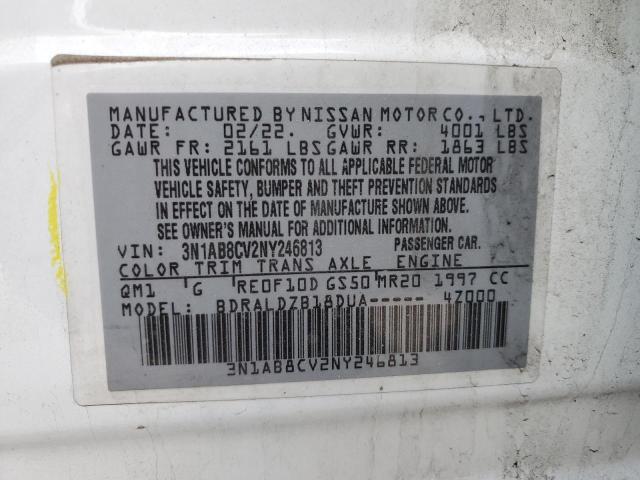 MANUFACTURED BY NISSAN MOTOR CO., LTD.
DATE: 02/22. GVWR: 4001 LBS
GAWR FR: 2161 LBS GAWR RR: 1863 LBS
THIS VEHICLE CONFORMS TO ALL APPLICABLE FEDERAL MOTOR
VEHICLE SAFETY, BUMPER AND THEFT PREVENTION STANDARDS
IN EFFECT ON THE DATE OF MANUFACTURE SHOWN ABOVE.
SEE OWNER'S MANUAL FOR ADDITIONAL INFORMATION.
VIN: 3N1AB8CV2NY246813 PASSENGER CAR.
COLOR TRIM TRANS AXLE ENGINE
QM1 G RE0F10D GS50 MR20 1997 CC
MODEL: BDRALDZB18DUA----- 4Z000
3N1AB8CV2NY246813